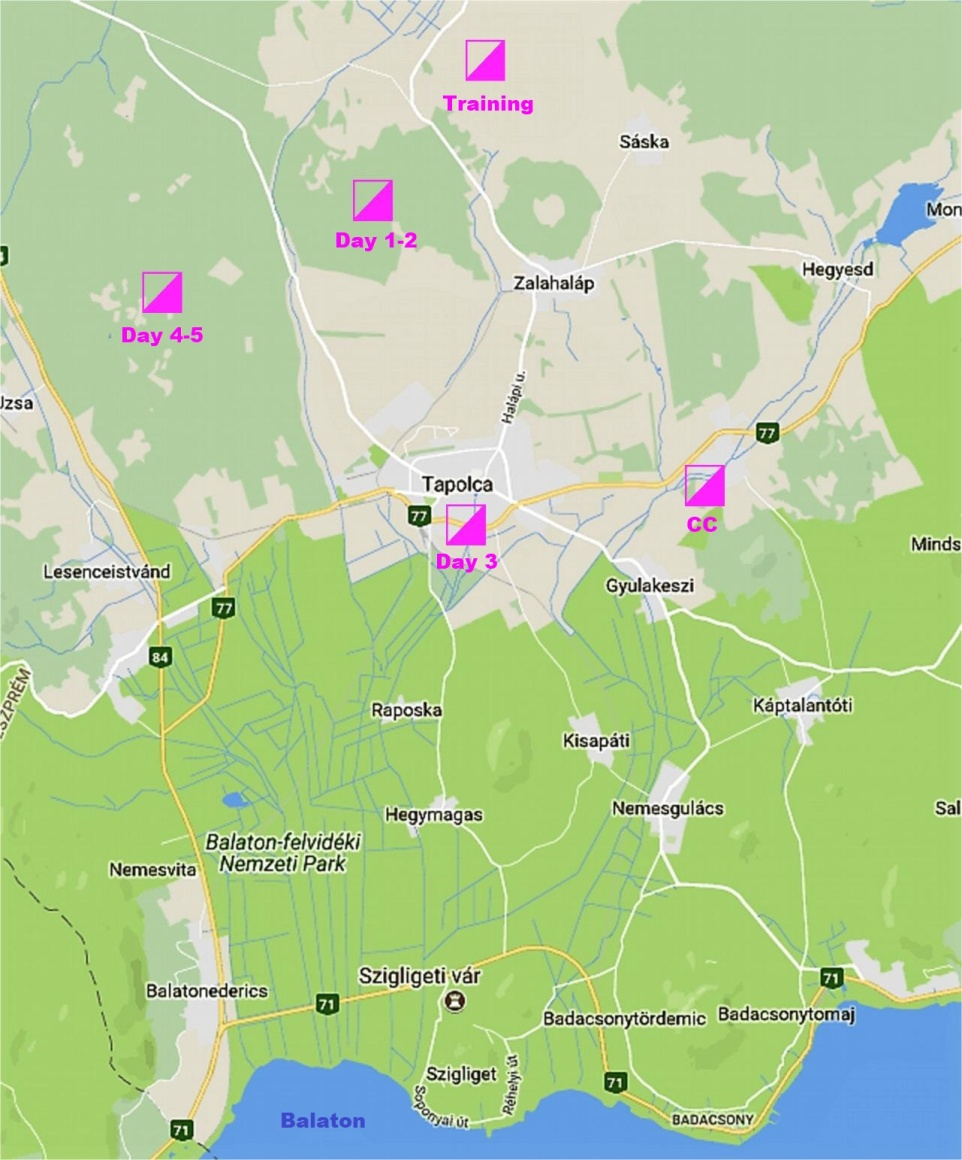 Training
Sáska
Mon
Day 1-2
Hegyesd
Zalahaláp
Day 4-5
Halápi u.
Uzsa
77
Tapolca
77
CC
Day 3
Minds
Lesenceistvánd
Gyulakeszi
77
84
ESZPRÉM
Raposka
Káptalantóti
Kisapáti
Hegymagas
Nemesgulács
Sal
Balaton-felvidéki
Nemzeti Park
Nemesvita
Szigligeti vár
71
Balatonederics
71
Badacsonytördemic
Badacsonytomaj
Szigliget
Réhelyi út
71
Soponyai út
Balaton
BADACSONY
71